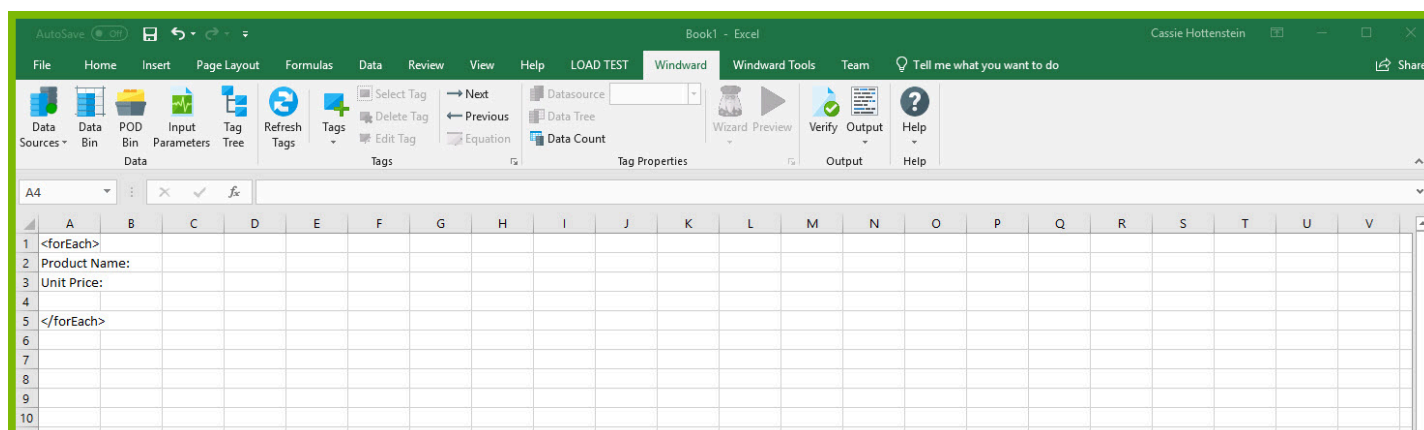 AutoSave Off Book1 - Excel Cassie Hottenstein
File Home Insert Page Layout Formulas Data Review View Help LOAD TEST Windward Windward Tools Team Tell me what you want to do Share
Data Sources Data Bin POD Bin Input Parameters Tag Tree Refresh Tags Tags Select Tag Next Datasource Wizard Preview Verify Output Help
Delete Tag Previous Data Tree
Edit Tag Equation Data Count
Data Tags Tag Properties Output Help
A4 fx
A B C D E F G H I J K L M N O P Q R S T U V
1 <forEach>
2 Product Name:
3 Unit Price:
4
5 </forEach>
6
7
8
9
10